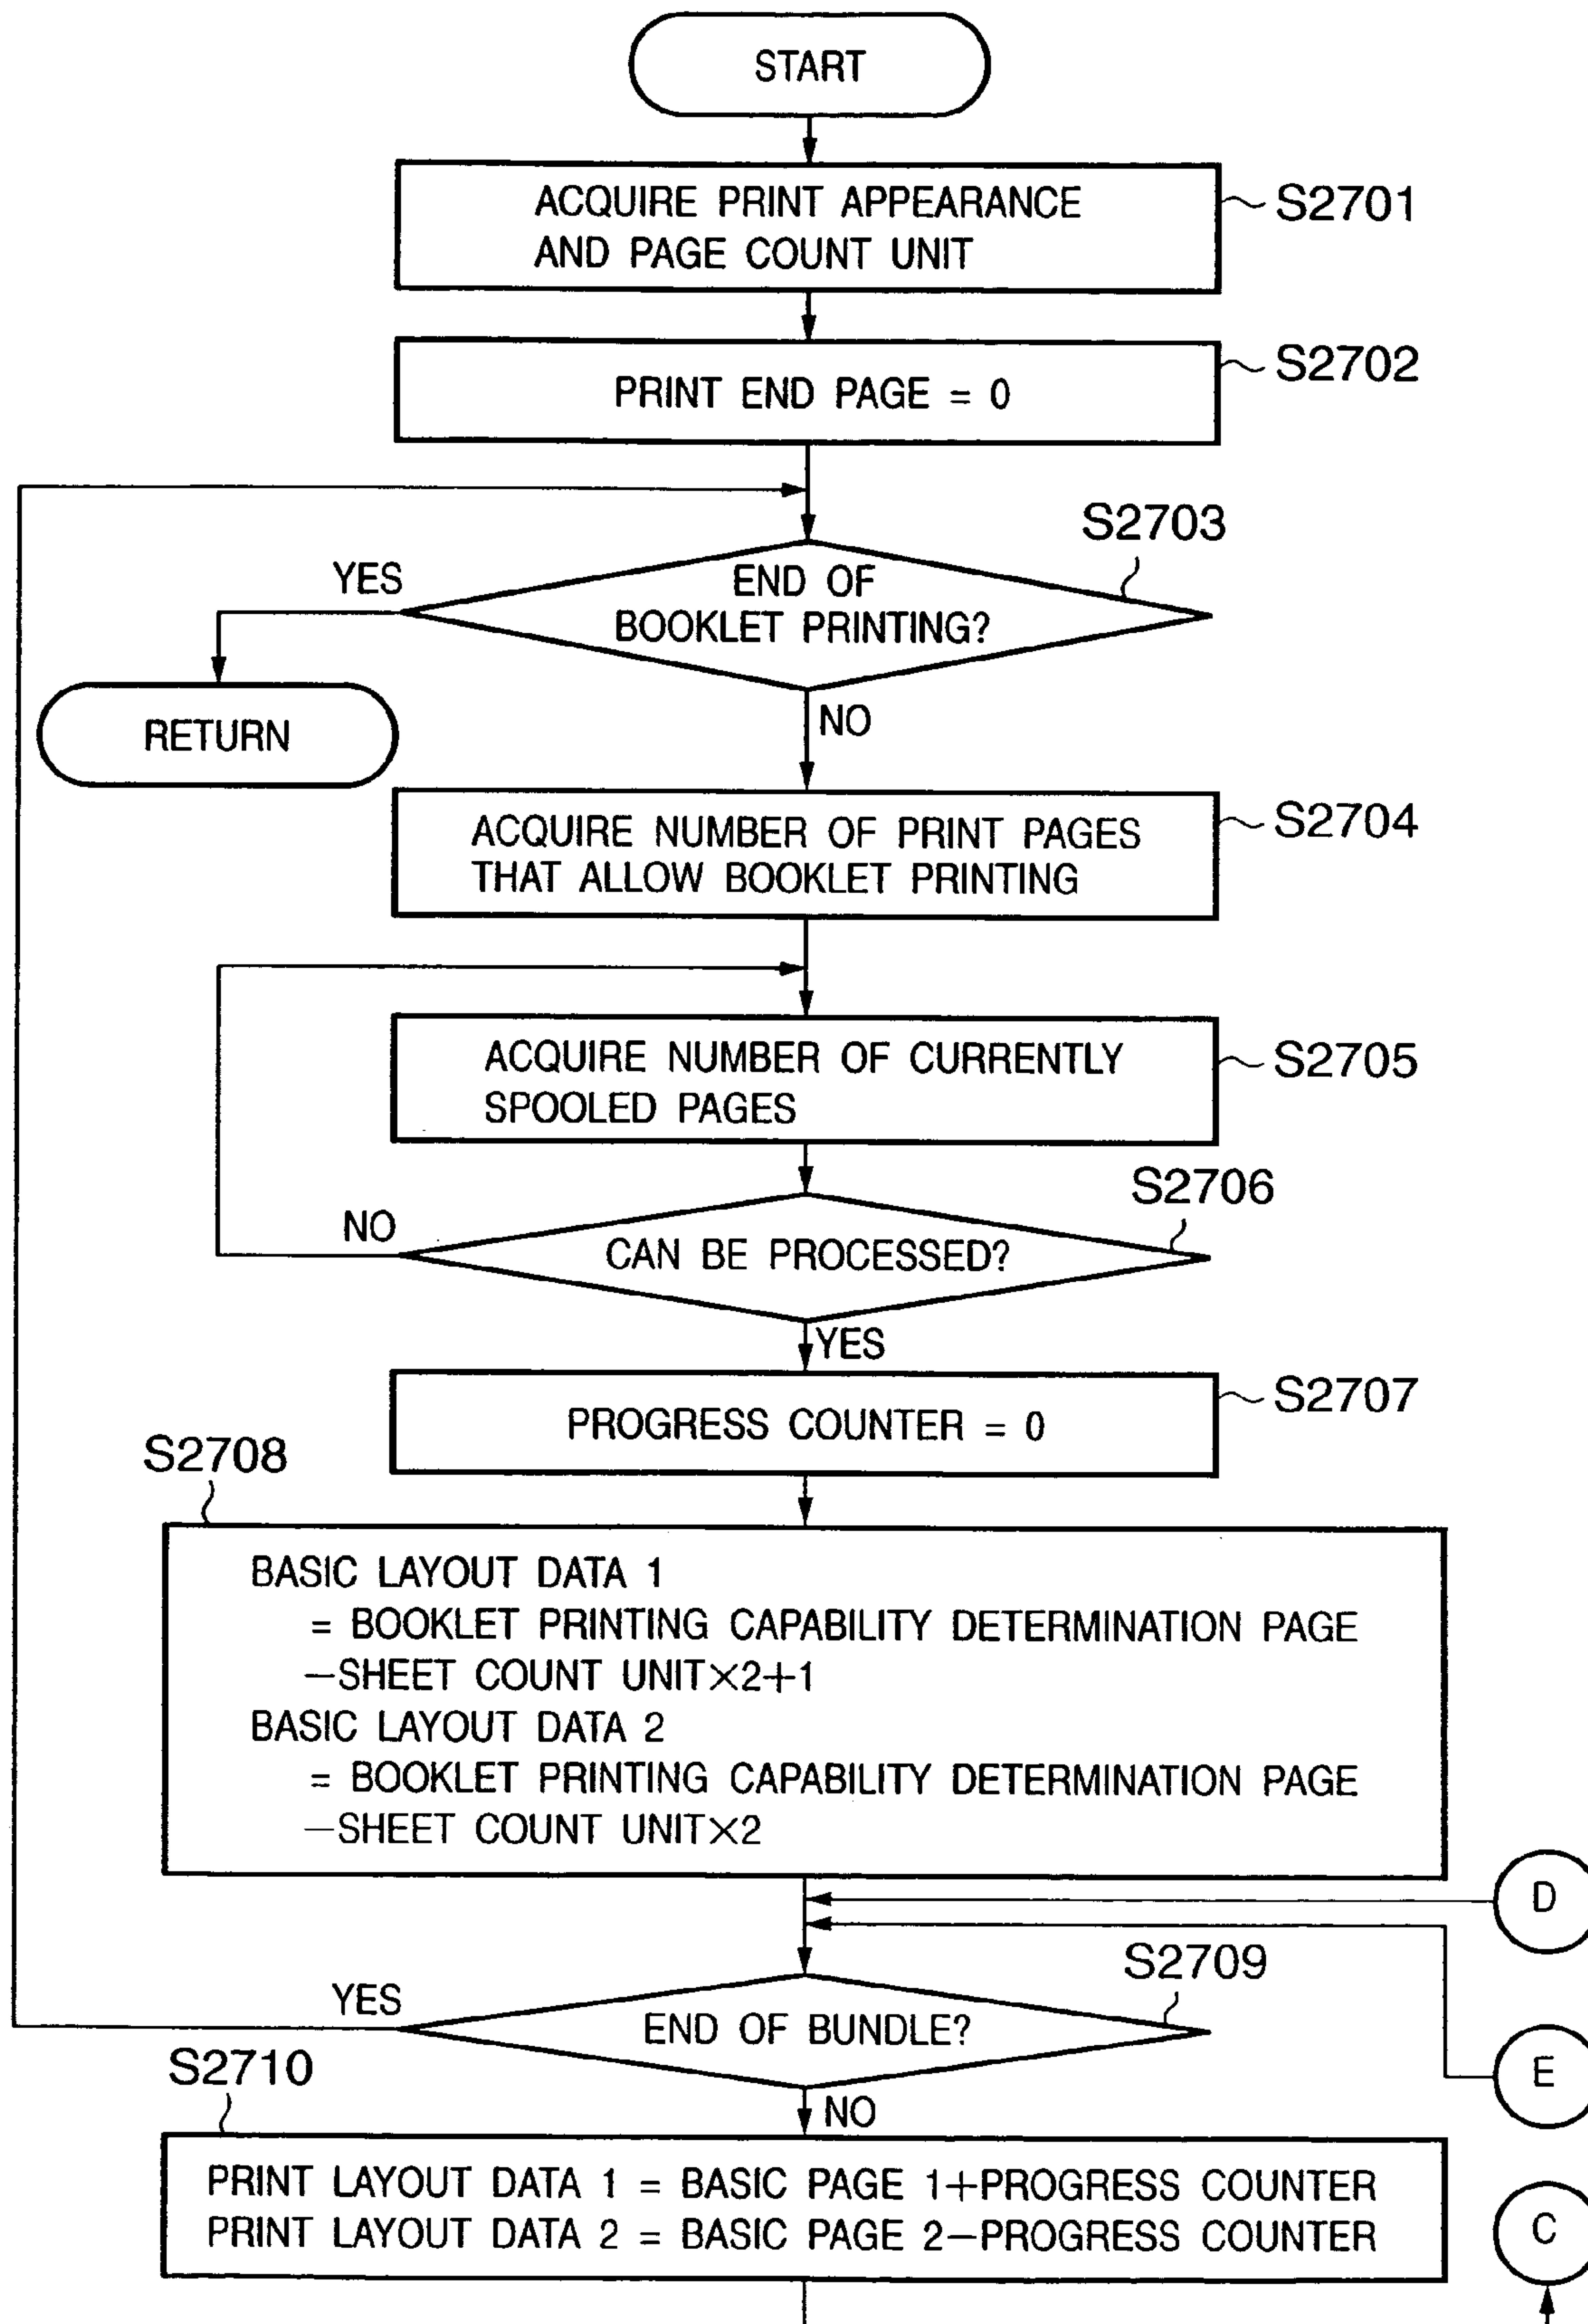 START
ACQUIRE PRINT APPEARANCE
AND PAGE COUNT UNIT
S2701
PRINT END PAGE = 0
S2702
S2703
YES
END OF
BOOKLET PRINTING?
RETURN
NO
ACQUIRE NUMBER OF PRINT PAGES
THAT ALLOW BOOKLET PRINTING
S2704
ACQUIRE NUMBER OF CURRENTLY
SPOOLED PAGES
S2705
S2706
NO
CAN BE PROCESSED?
YES
PROGRESS COUNTER = 0
S2707
S2708
BASIC LAYOUT DATA 1
= BOOKLET PRINTING CAPABILITY DETERMINATION PAGE
−SHEET COUNT UNIT×2+1
BASIC LAYOUT DATA 2
= BOOKLET PRINTING CAPABILITY DETERMINATION PAGE
−SHEET COUNT UNIT×2
D
S2709
YES
END OF BUNDLE?
E
S2710
NO
PRINT LAYOUT DATA 1 = BASIC PAGE 1+PROGRESS COUNTER
PRINT LAYOUT DATA 2 = BASIC PAGE 2−PROGRESS COUNTER
C